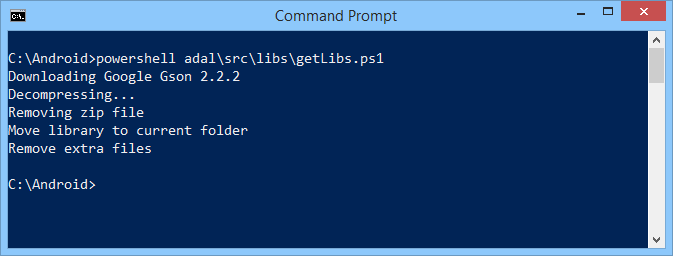 Command Prompt
C:\Android>powershell adal\src\libs\getLibs.ps1
Downloading Google Gson 2.2.2
Decompressing...
Removing zip file
Move library to current folder
Remove extra files
C:\Android>